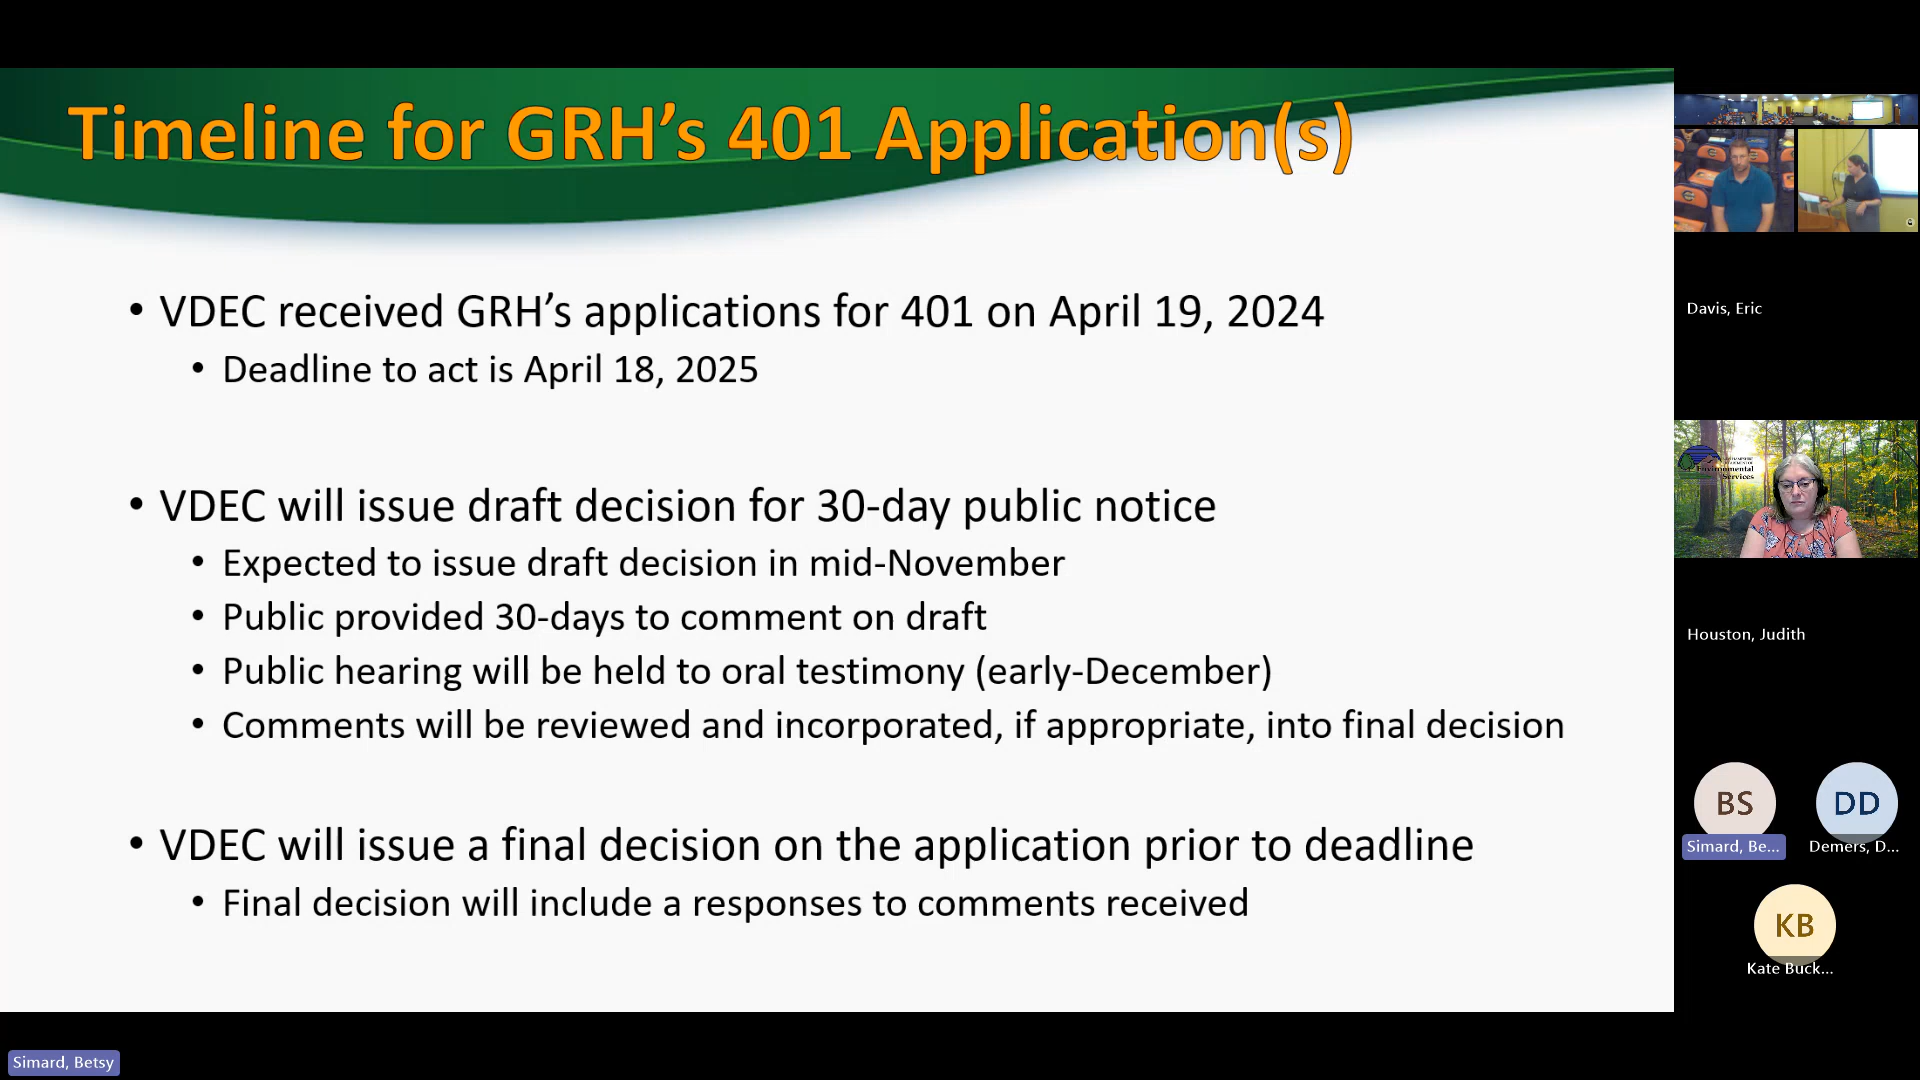 Timeline for GRH’s 401 Application(s)
• VDEC received GRH’s applications for 401 on April 19, 2024
• Deadline to act is April 18, 2025
• VDEC will issue draft decision for 30-day public notice
• Expected to issue draft decision in mid-November
• Public provided 30-days to comment on draft
• Public hearing will be held to oral testimony (early-December)
• Comments will be reviewed and incorporated, if appropriate, into final decision
• VDEC will issue a final decision on the application prior to deadline
• Final decision will include a responses to comments received
Davis, Eric
Environmental
Services
Houston, Judith
BS
Simard, Be...
DD
Demers, D...
KB
Kate Buck...
Simard, Betsy